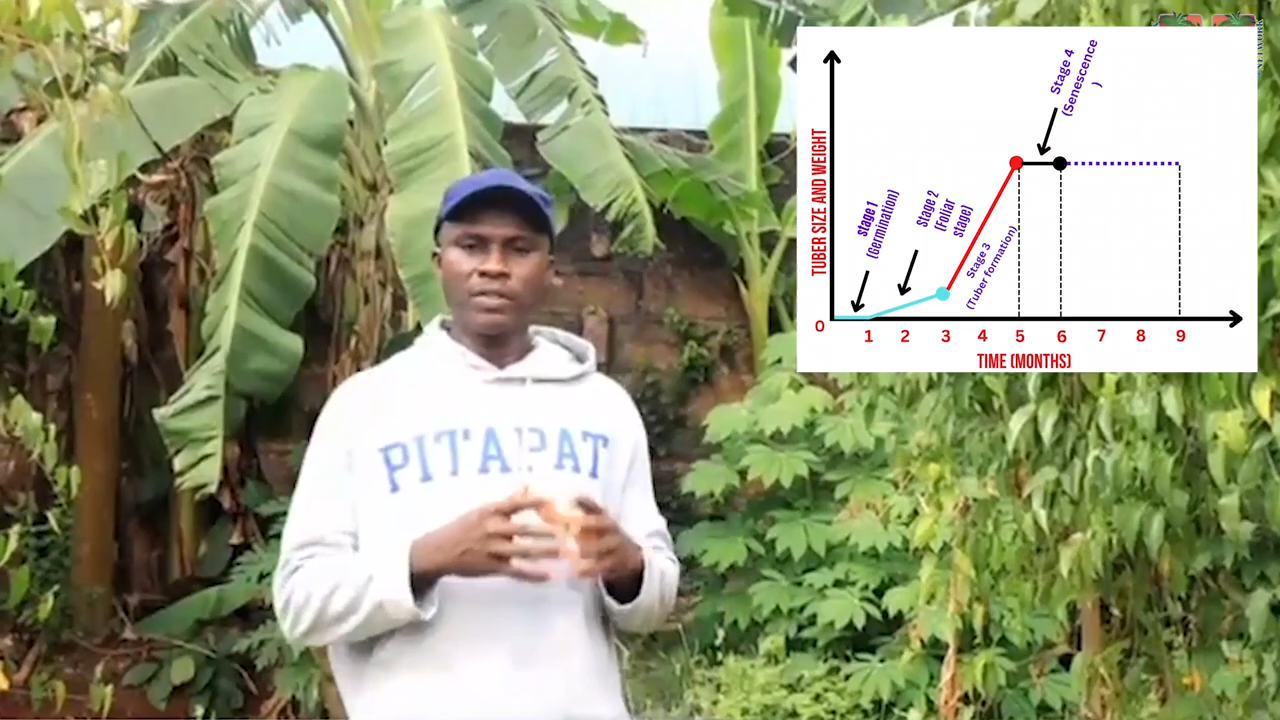 PITAPAT
NETWORK
TUBER SIZE AND WEIGHT
Stage 1
(Germination)
Stage 2
(Foliar
stage)
Stage 3
(Tuber formation)
Stage 4
(Senescence
)
0
1 2 3 4 5 6 7 8 9
TIME (MONTHS)